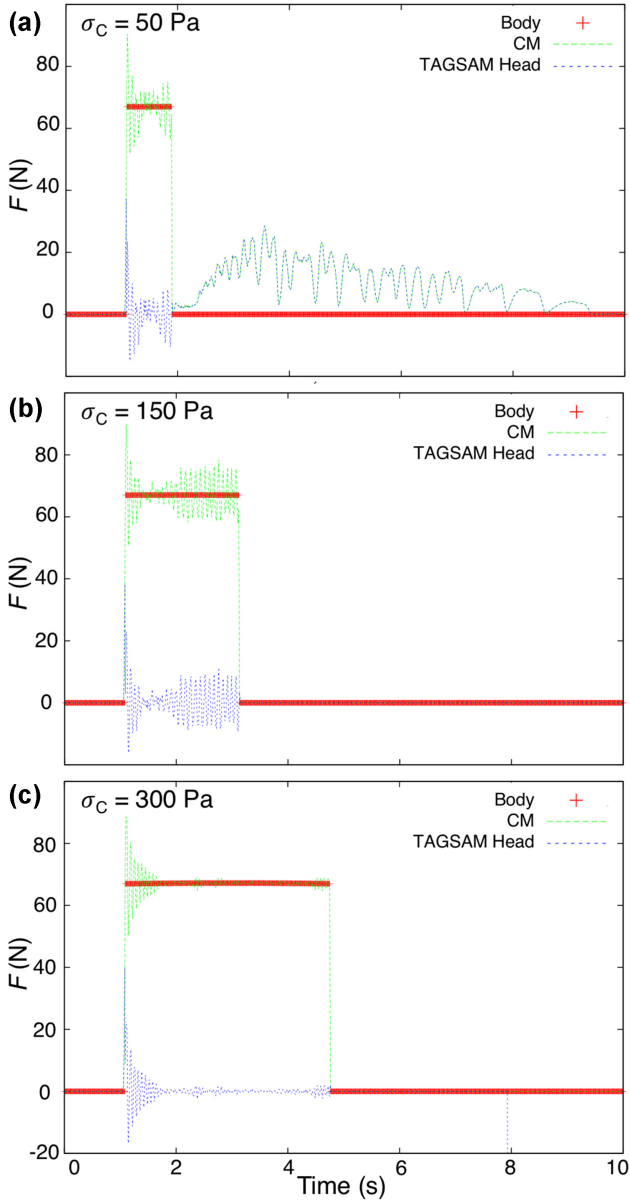 (a) σC = 50 Pa
Body
CM
TAGSAM Head
80
60
40
20
0
F (N)
(b) σC = 150 Pa
Body
CM
TAGSAM Head
80
60
40
20
0
F (N)
(c) σC = 300 Pa
Body
CM
TAGSAM Head
80
60
40
20
0
-20
F (N)
0 2 4 6 8 10
Time (s)